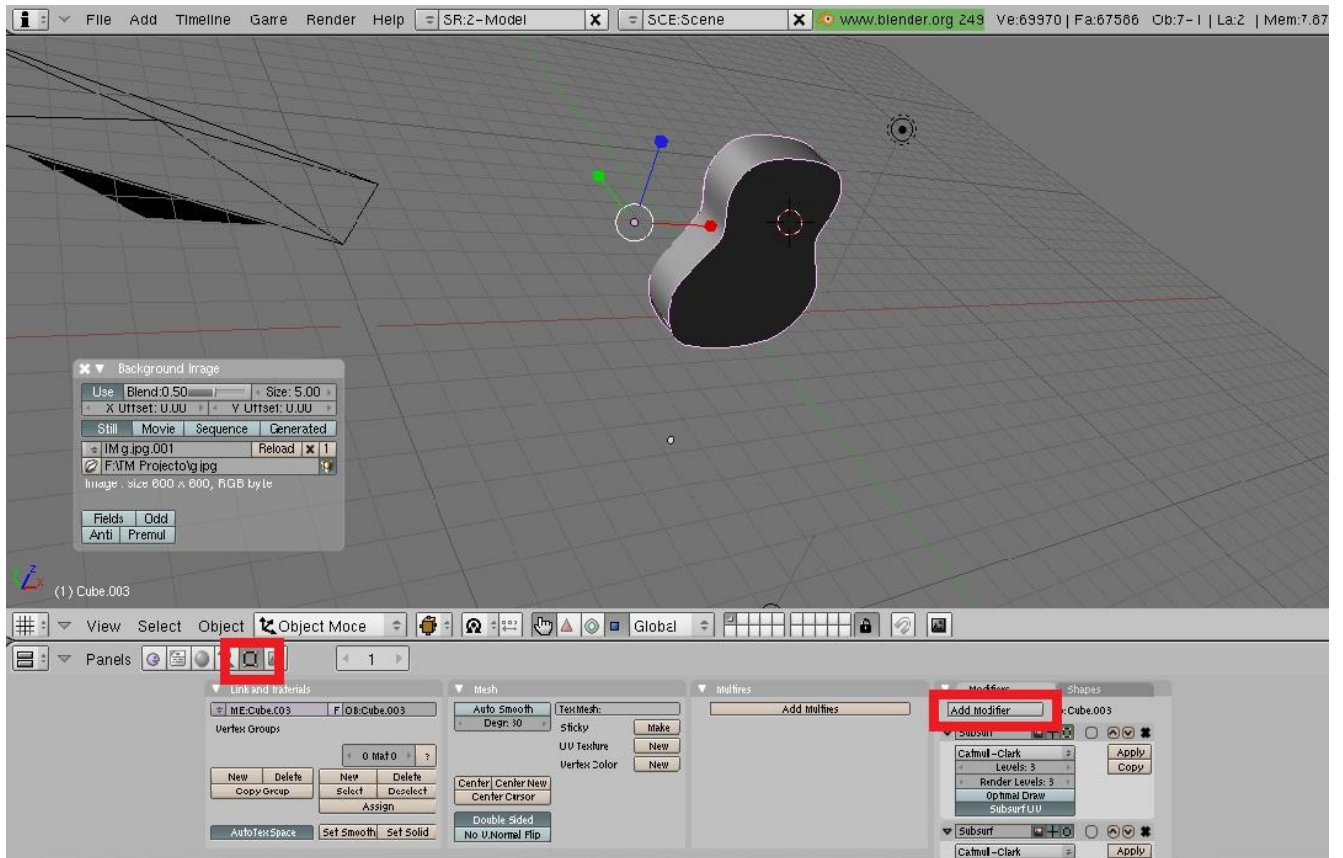 File Add Timeline Game Render Help SR:2-Model SCE:Scene www.blender.org 249 Ve:69970 | Fa:67586 Ob:7-1 | La:2 | Mem:7.87
Background Image
Use Blend:0.50 Size: 5.00
X Offset: 0.00 Y Offset: 0.00
Still Movie Sequence Generated
IMg.jpg.001 Reload 1
F:\TM Projecto\g.jpg
Image : size 600 x 600, RGB byte
Fields Odd
Anti Premul
z
x
(1) Cube.003
View Select Object Object Mode Global
Panels 1
Link and Materials Mesh Multires Modifiers Shapes
ME:Cube.003 F OB:Cube.003 Auto Smooth TexMesh: Add Multires Add Modifier To: Cube.003
Vertex Groups Degr: 30 Sticky Make Subsurf
0 Mat 0 ? UV Texture New Catmull-Clark Apply
Vertex Color New Levels: 3 Copy
New Delete New Delete Center Center New Render Levels: 3
Copy Group Select Deselect Center Cursor Optimal Draw
Assign Subsurf UV
AutoTexSpace Set Smooth Set Solid Double Sided Subsurf
No V.Normal Flip Catmull-Clark Apply